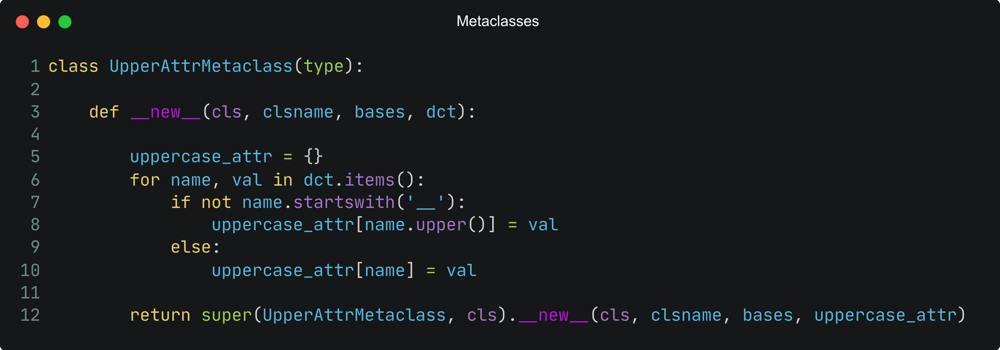 Metaclasses
1 class UpperAttrMetaclass(type):
2
3     def __new__(cls, clsname, bases, dct):
4
5         uppercase_attr = {}
6         for name, val in dct.items():
7             if not name.startswith('__'):
8                 uppercase_attr[name.upper()] = val
9             else:
10                 uppercase_attr[name] = val
11
12         return super(UpperAttrMetaclass, cls).__new__(cls, clsname, bases, uppercase_attr)